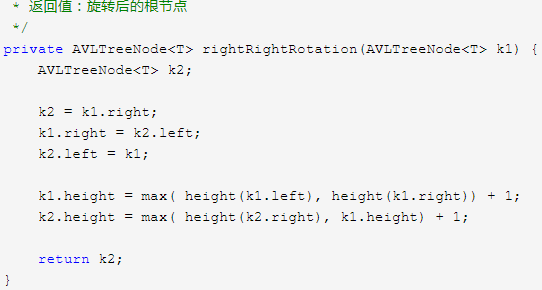 * 返回值：旋转后的根节点
*/
private AVLTreeNode<T> rightRightRotation(AVLTreeNode<T> k1) {
AVLTreeNode<T> k2;
k2 = k1.right;
k1.right = k2.left;
k2.left = k1;
k1.height = max( height(k1.left), height(k1.right)) + 1;
k2.height = max( height(k2.right), k1.height) + 1;
return k2;
}